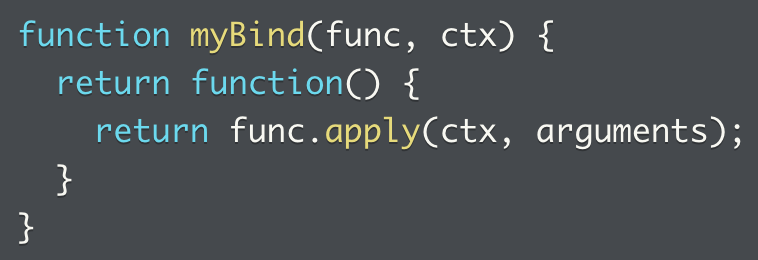 function myBind(func, ctx) {
  return function() {
    return func.apply(ctx, arguments);
  }
}